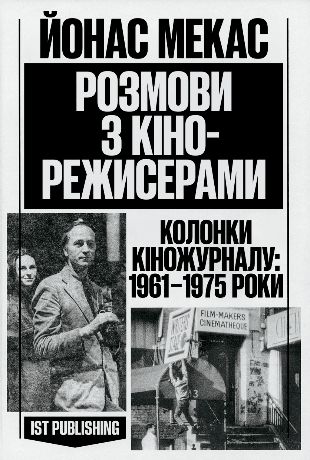 ЙОНАС МЕКАС
РОЗМОВИ
З КІНО-
РЕЖИСЕРАМИ
КОЛОНКИ
КІНОЖУРНАЛУ:
1961–1975 РОКИ
FILM-MAKERS
CINEMATHEQUE
IST PUBLISHING